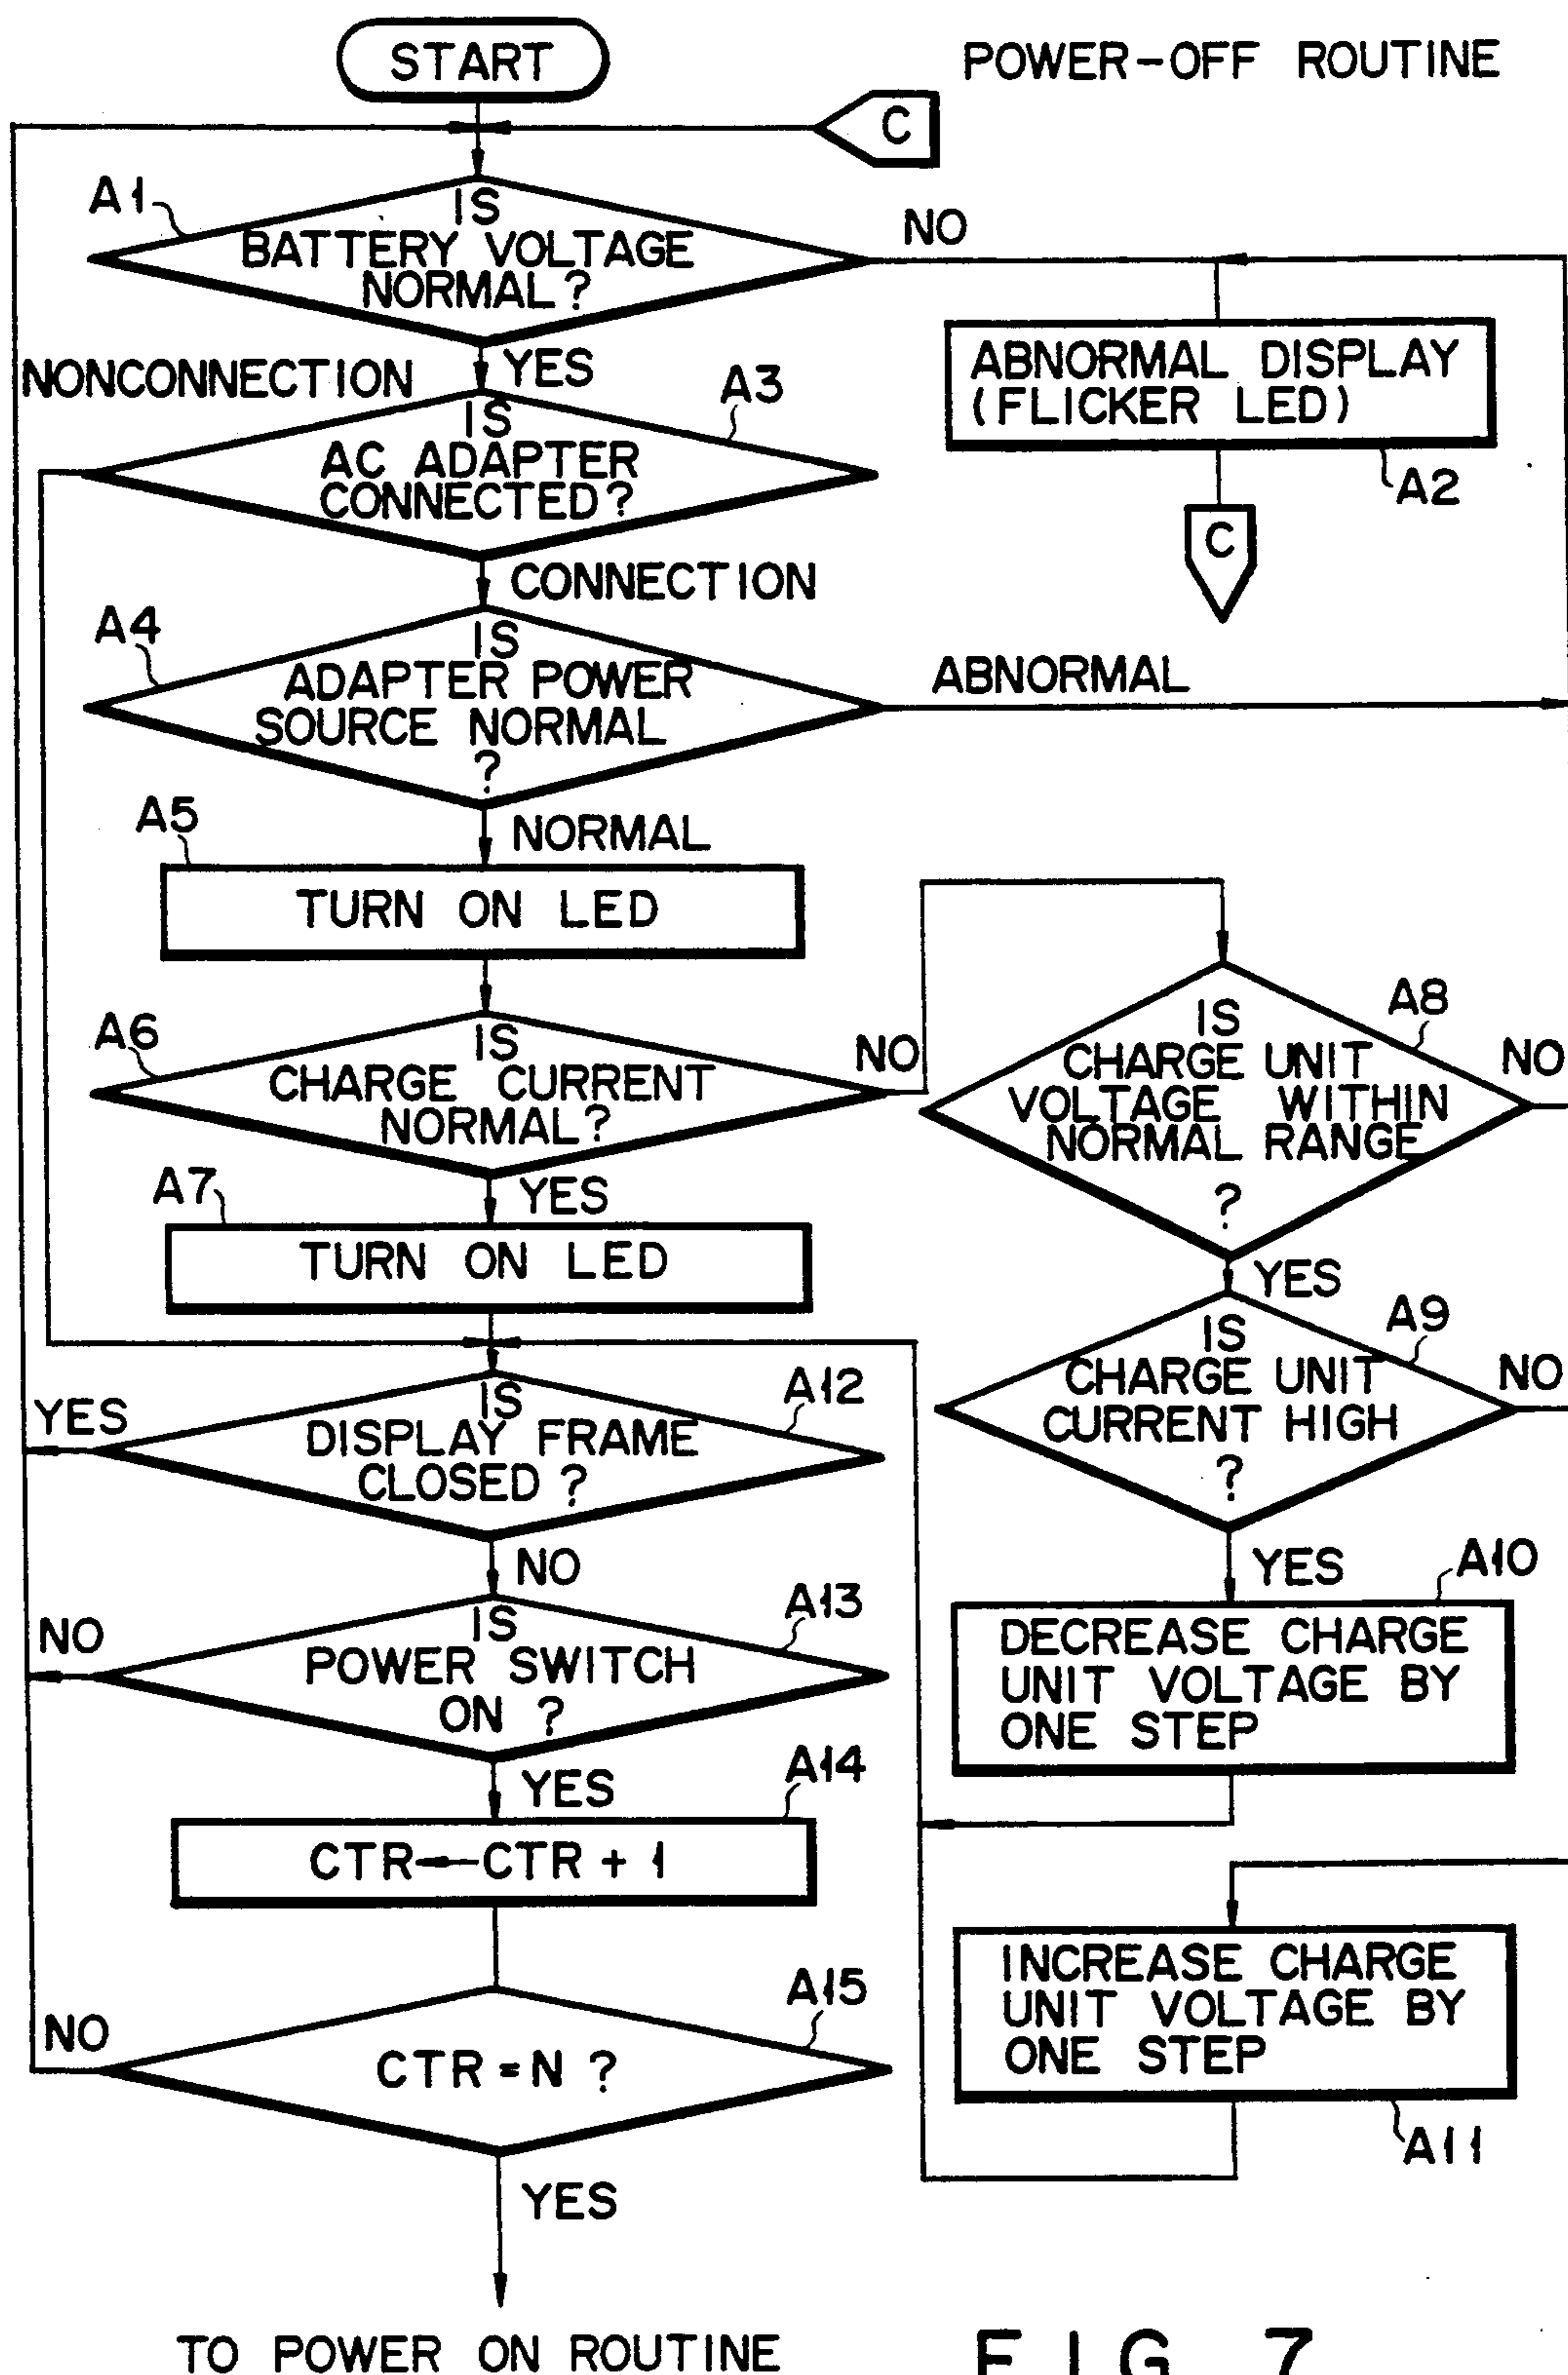 START
POWER-OFF ROUTINE
C
A1
IS
BATTERY VOLTAGE
NORMAL?
NO
YES
ABNORMAL DISPLAY
(FLICKER LED)
A2
C
NONCONNECTION
A3
IS
AC ADAPTER
CONNECTED?
CONNECTION
A4
IS
ADAPTER POWER
SOURCE NORMAL
?
ABNORMAL
NORMAL
A5
TURN ON LED
A6
IS
CHARGE CURRENT
NORMAL?
NO
YES
A7
TURN ON LED
A8
IS
CHARGE UNIT
VOLTAGE WITHIN
NORMAL RANGE
?
NO
YES
A9
IS
CHARGE UNIT
CURRENT HIGH
?
NO
YES
A10
DECREASE CHARGE
UNIT VOLTAGE BY
ONE STEP
INCREASE CHARGE
UNIT VOLTAGE BY
ONE STEP
A11
A12
IS
DISPLAY FRAME
CLOSED ?
YES
NO
A13
IS
POWER SWITCH
ON ?
NO
YES
A14
CTR←CTR + 1
A15
CTR = N ?
NO
YES
TO POWER ON ROUTINE
FIG. 7